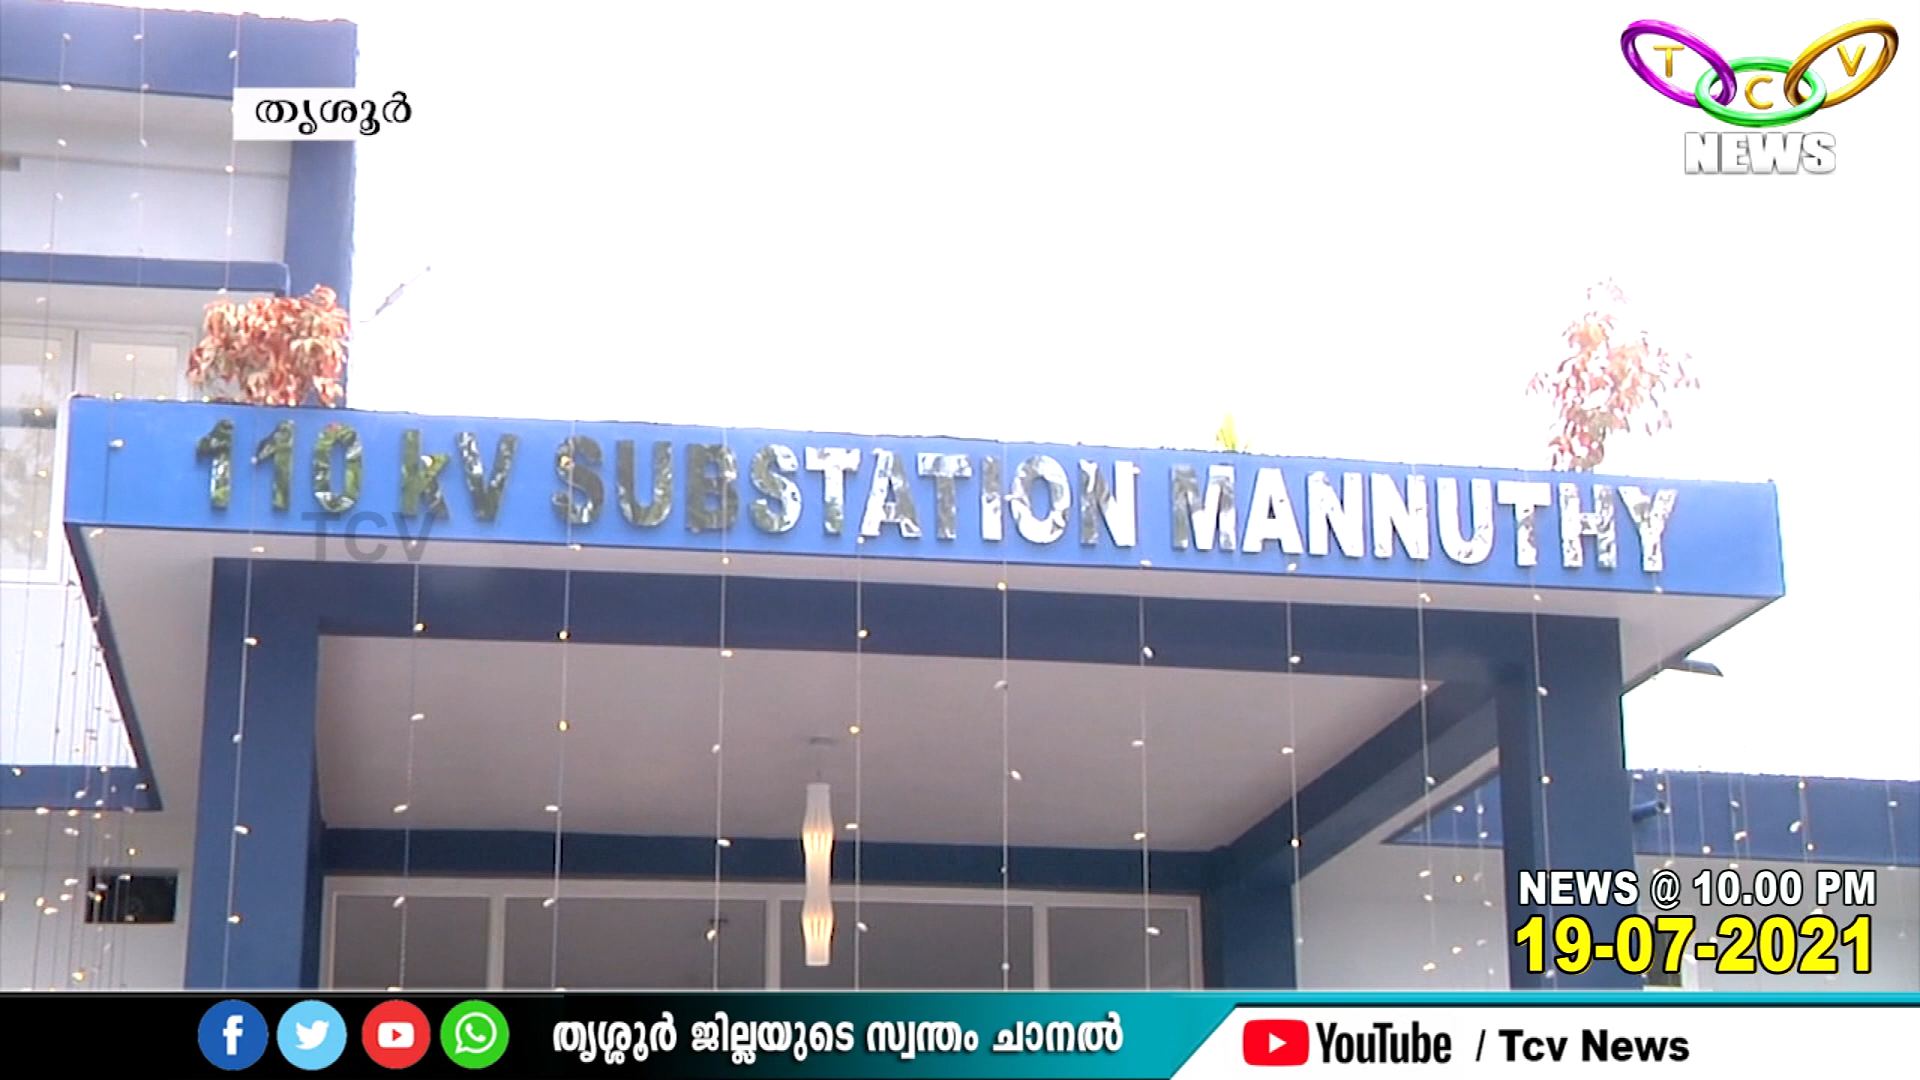 തൃശൂർ
T C V
NEWS
110 kV SUBSTATION MANNUTHY
TCV
NEWS @ 10.00 PM
19-07-2021
തൃശ്ശൂർ ജില്ലയുടെ സ്വന്തം ചാനൽ
YouTube / Tcv News